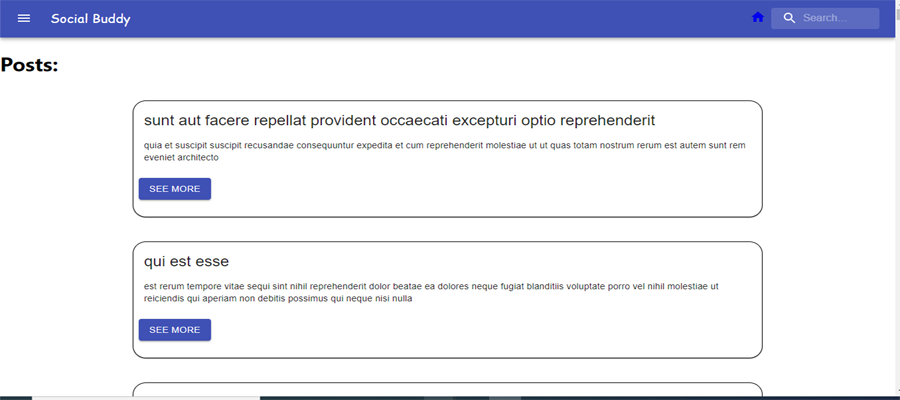 Social Buddy
Search...
Posts:
sunt aut facere repellat provident occaecati excepturi optio reprehenderit
quia et suscipit suscipit recusandae consequuntur expedita et cum reprehenderit molestiae ut ut quas totam nostrum rerum est autem sunt rem
eveniet architecto
SEE MORE
qui est esse
est rerum tempore vitae sequi sint nihil reprehenderit dolor beatae ea dolores neque fugiat blanditiis voluptate porro vel nihil molestiae ut
reiciendis qui aperiam non debitis possimus qui neque nisi nulla
SEE MORE